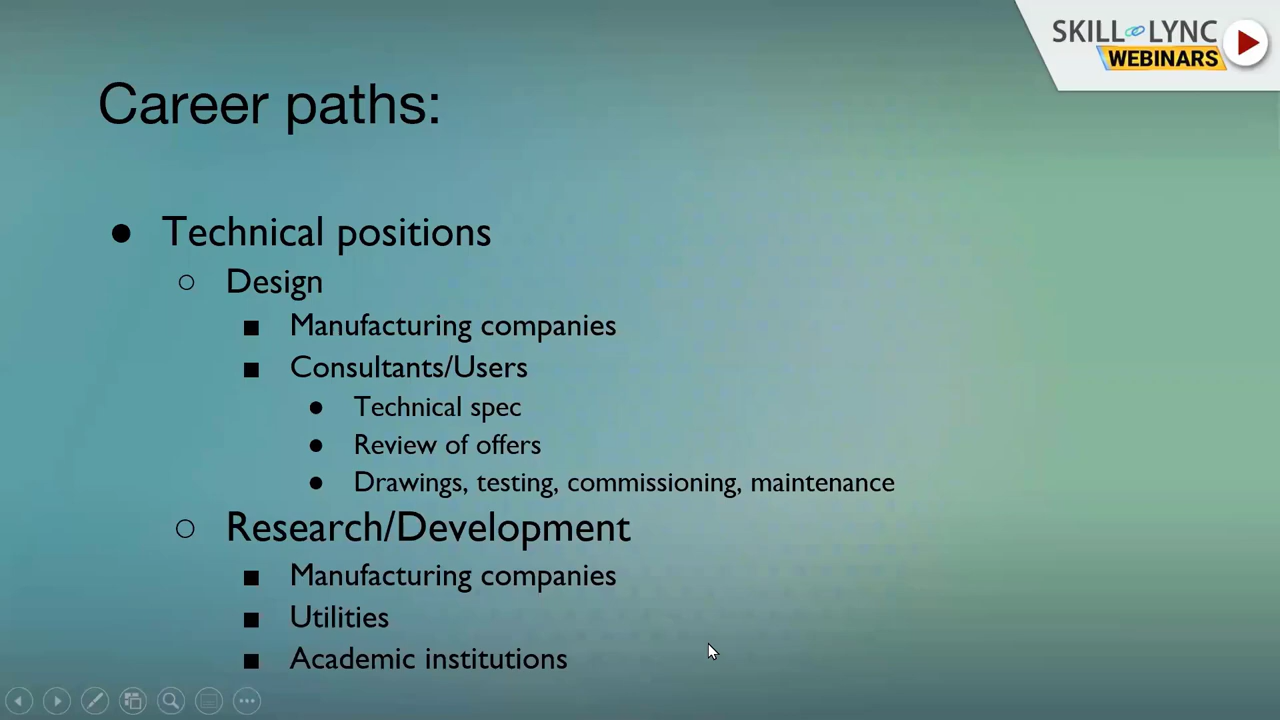 SKILL LYNC
WEBINARS
Career paths:
● Technical positions
○ Design
■ Manufacturing companies
■ Consultants/Users
● Technical spec
● Review of offers
● Drawings, testing, commissioning, maintenance
○ Research/Development
■ Manufacturing companies
■ Utilities
■ Academic institutions